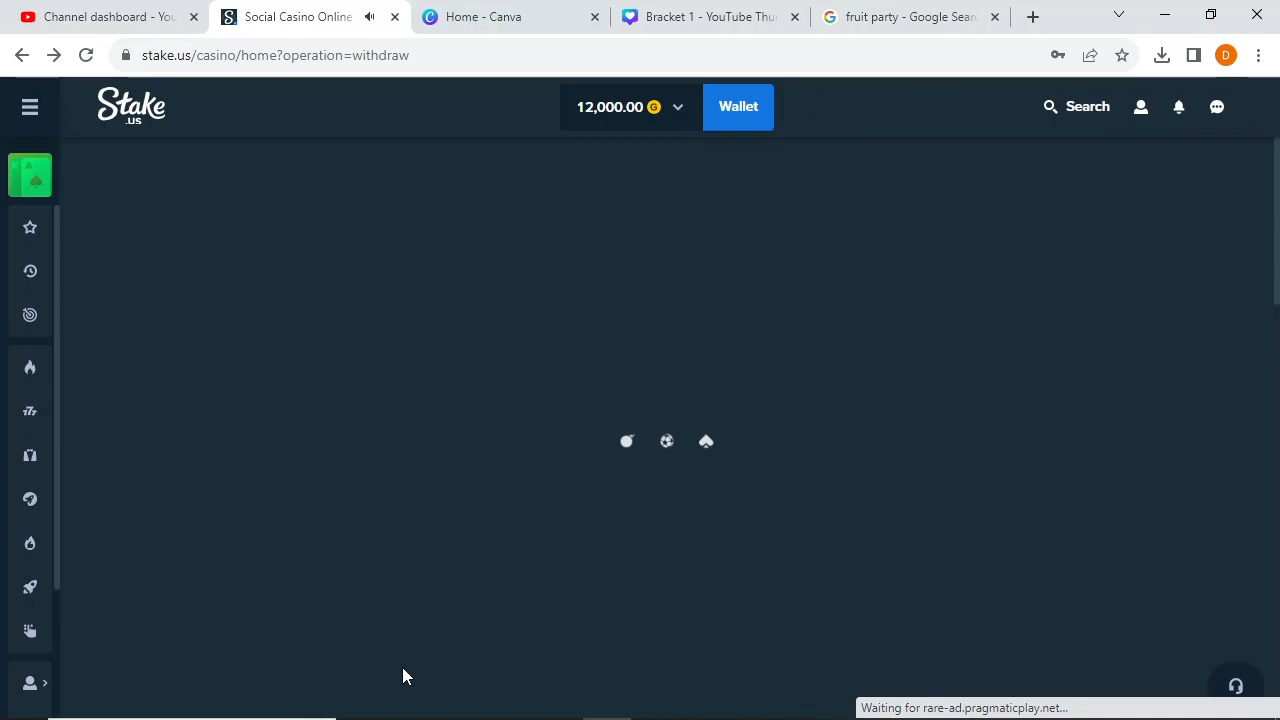 Channel dashboard - You
Social Casino Online
Home - Canva
Bracket 1 - YouTube Thu
fruit party - Google Sear
stake.us/casino/home?operation=withdraw
D
Stake
.US
12,000.00 G
Wallet
Search
A
Waiting for rare-ad.pragmaticplay.net...